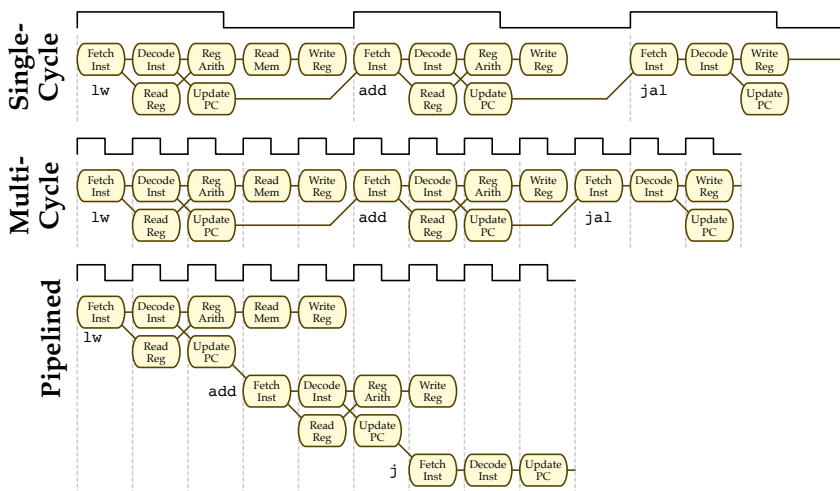 Single-
Cycle
Fetch Inst
Decode Inst
Reg Arith
Read Mem
Write Reg
Fetch Inst
Decode Inst
Reg Arith
Write Reg
Fetch Inst
Decode Inst
Write Reg
lw
Read Reg
Update PC
add
Read Reg
Update PC
jal
Update PC
Multi-
Cycle
Fetch Inst
Decode Inst
Reg Arith
Read Mem
Write Reg
Fetch Inst
Decode Inst
Reg Arith
Write Reg
Fetch Inst
Decode Inst
Write Reg
lw
Read Reg
Update PC
add
Read Reg
Update PC
jal
Update PC
Pipelined
Fetch Inst
Decode Inst
Reg Arith
Read Mem
Write Reg
lw
Read Reg
Update PC
add
Fetch Inst
Decode Inst
Reg Arith
Write Reg
Read Reg
Update PC
j
Fetch Inst
Decode Inst
Update PC